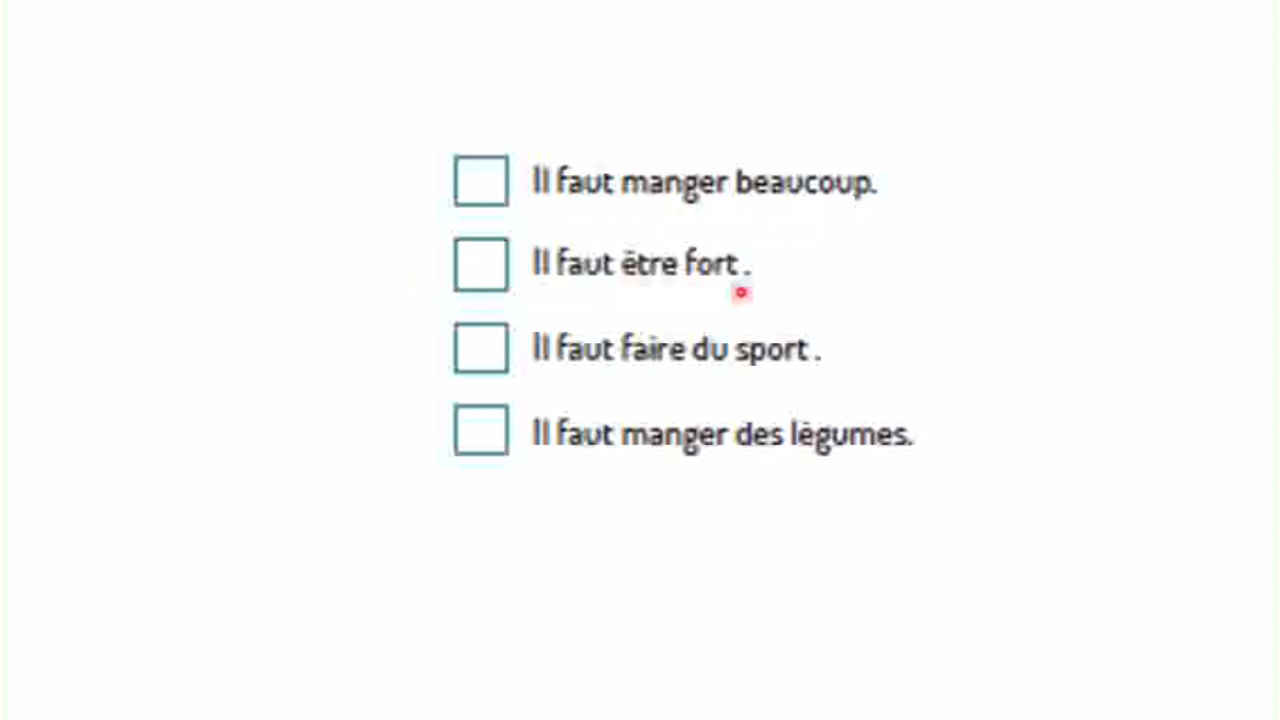 Il faut manger beaucoup.
Il faut être fort .
Il faut faire du sport .
Il faut manger des légumes.